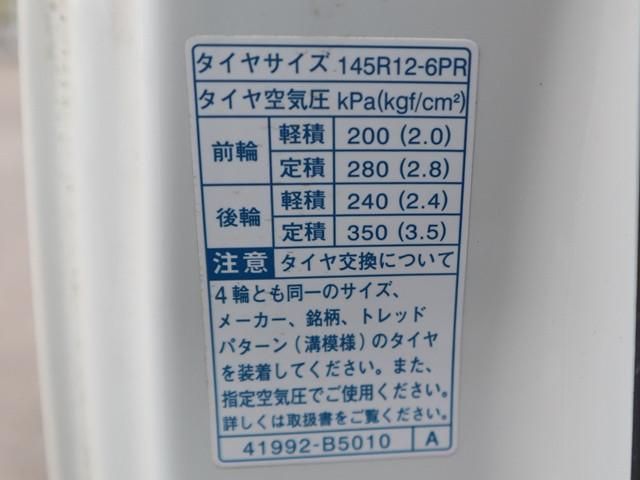 タイヤサイズ 145R12-6PR
タイヤ空気圧 kPa(kgf/cm²)
前輪 軽積 200 (2.0)
定積 280 (2.8)
後輪 軽積 240 (2.4)
定積 350 (3.5)
注意 タイヤ交換について
4輪とも同一のサイズ、
メーカー、銘柄、トレッド
パターン(溝模様)のタイヤ
を装着してください。また、
指定空気圧でご使用ください。
詳しくは取扱書をご覧ください。
41992-B5010 A